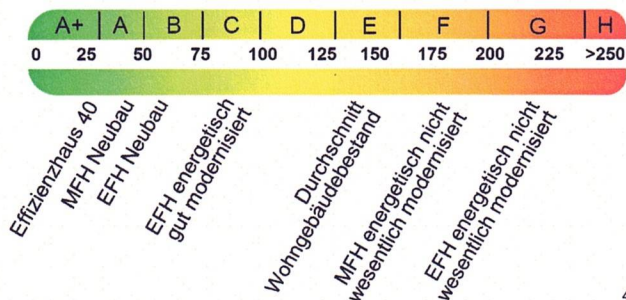 A+ A B C D E F G H
0 25 50 75 100 125 150 175 200 225 >250
Effizienzhaus 40
MFH Neubau
EFH Neubau
EFH energetisch
gut modernisiert
Durchschnitt
Wohngebäudebestand
MFH energetisch nicht
wesentlich modernisiert
EFH energetisch nicht
wesentlich modernisiert